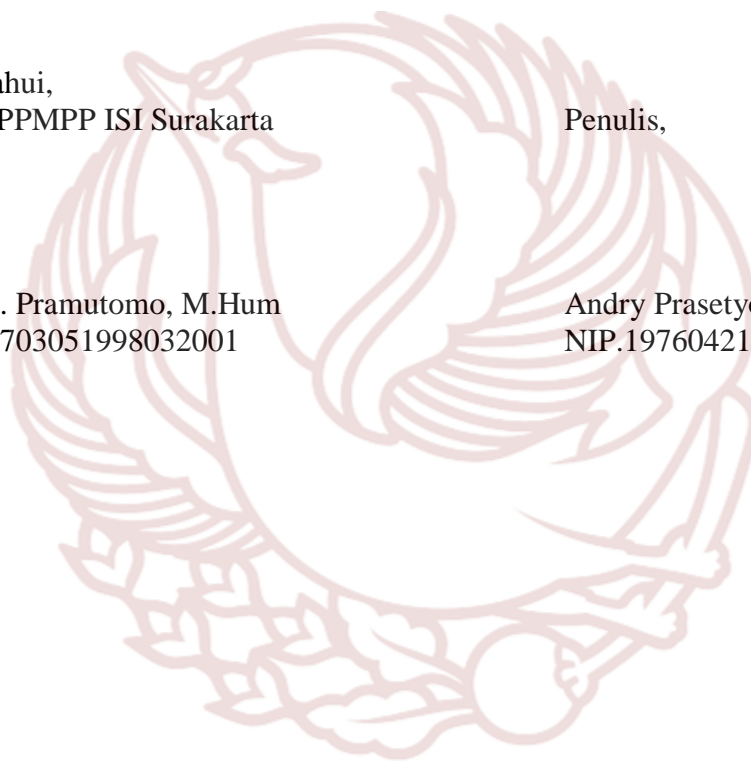 ahui,
PPMPP ISI Surakarta
Penulis,
. Pramutomo, M.Hum
703051998032001
Andry Prasetyo
NIP.19760421